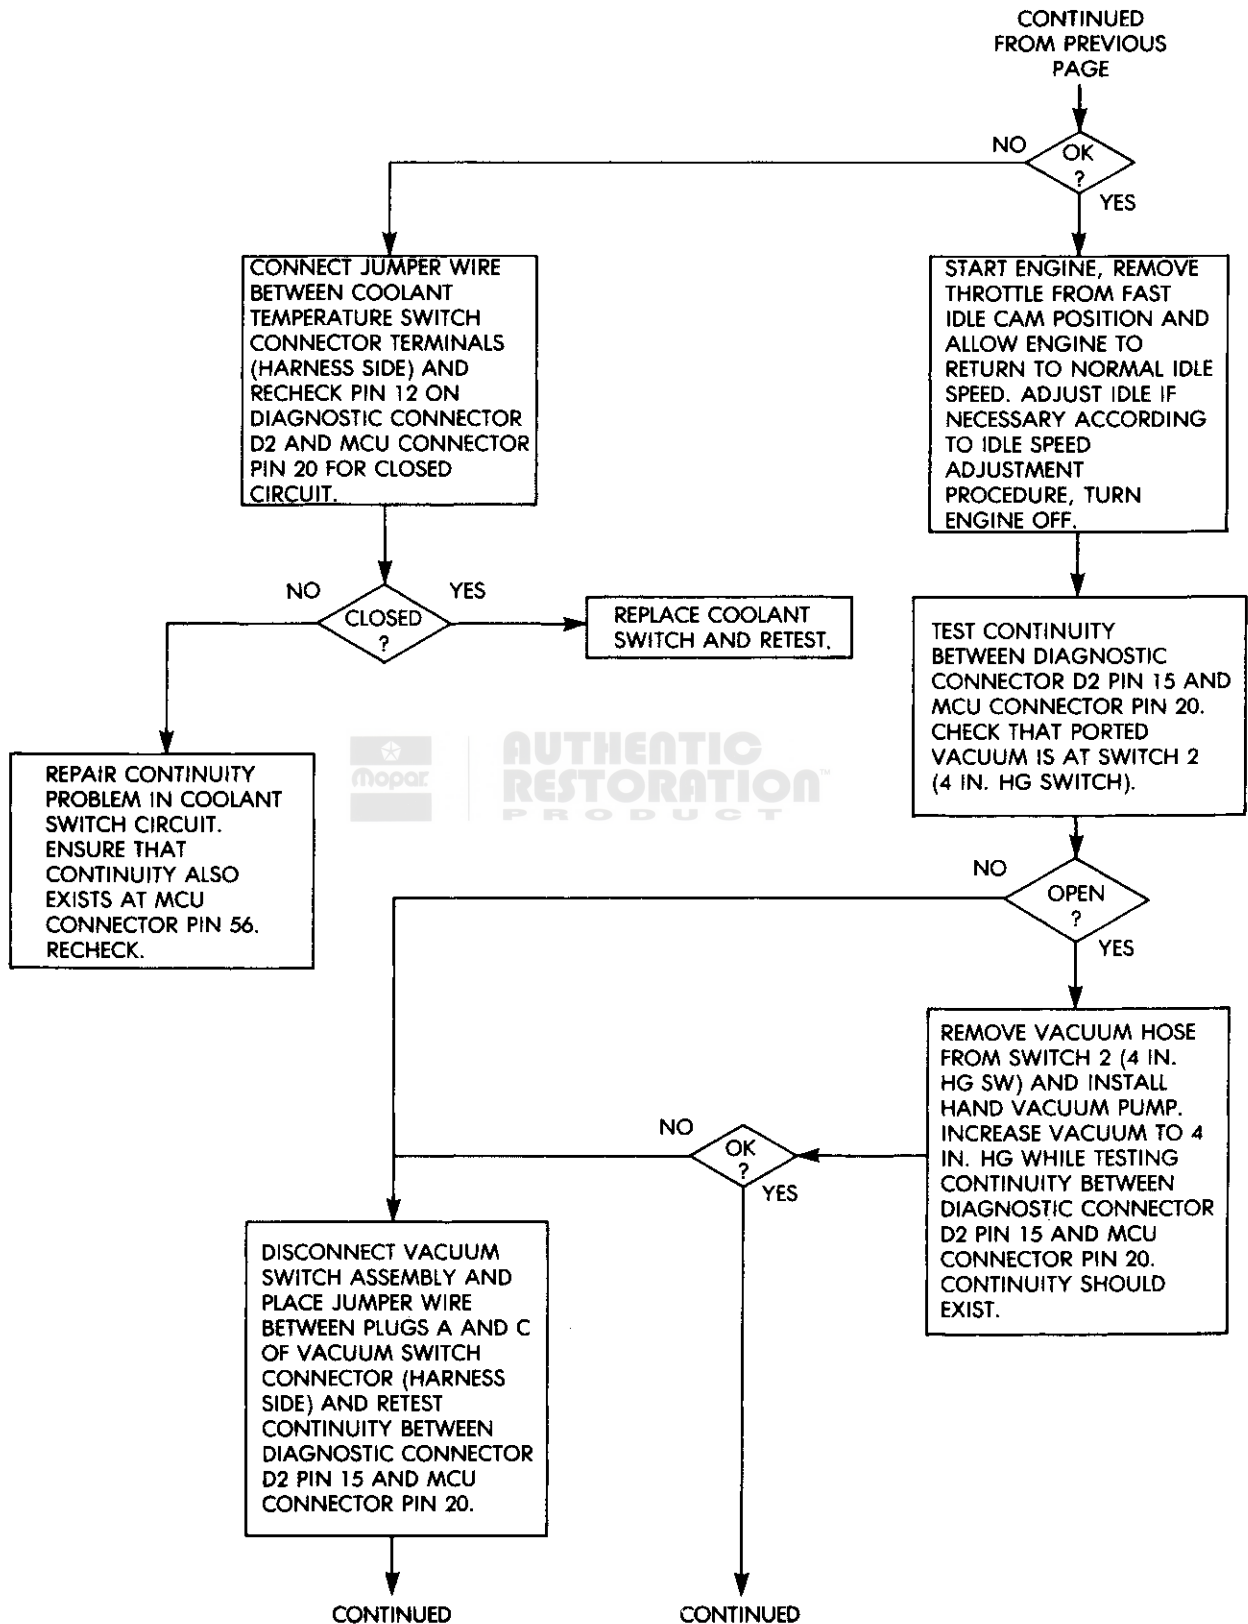 CONTINUED
FROM PREVIOUS
PAGE
NO
OK
?
YES
CONNECT JUMPER WIRE
BETWEEN COOLANT
TEMPERATURE SWITCH
CONNECTOR TERMINALS
(HARNESS SIDE) AND
RECHECK PIN 12 ON
DIAGNOSTIC CONNECTOR
D2 AND MCU CONNECTOR
PIN 20 FOR CLOSED
CIRCUIT.
START ENGINE, REMOVE
THROTTLE FROM FAST
IDLE CAM POSITION AND
ALLOW ENGINE TO
RETURN TO NORMAL IDLE
SPEED. ADJUST IDLE IF
NECESSARY ACCORDING
TO IDLE SPEED
ADJUSTMENT
PROCEDURE, TURN
ENGINE OFF.
NO
CLOSED
?
YES
REPLACE COOLANT
SWITCH AND RETEST.
TEST CONTINUITY
BETWEEN DIAGNOSTIC
CONNECTOR D2 PIN 15 AND
MCU CONNECTOR PIN 20.
CHECK THAT PORTED
VACUUM IS AT SWITCH 2
(4 IN. HG SWITCH).
REPAIR CONTINUITY
PROBLEM IN COOLANT
SWITCH CIRCUIT.
ENSURE THAT
CONTINUITY ALSO
EXISTS AT MCU
CONNECTOR PIN 56.
RECHECK.
Mopar
AUTHENTIC
RESTORATION™
PRODUCT
NO
OPEN
?
YES
REMOVE VACUUM HOSE
FROM SWITCH 2 (4 IN.
HG SW) AND INSTALL
HAND VACUUM PUMP.
INCREASE VACUUM TO 4
IN. HG WHILE TESTING
CONTINUITY BETWEEN
DIAGNOSTIC CONNECTOR
D2 PIN 15 AND MCU
CONNECTOR PIN 20.
CONTINUITY SHOULD
EXIST.
NO
OK
?
YES
DISCONNECT VACUUM
SWITCH ASSEMBLY AND
PLACE JUMPER WIRE
BETWEEN PLUGS A AND C
OF VACUUM SWITCH
CONNECTOR (HARNESS
SIDE) AND RETEST
CONTINUITY BETWEEN
DIAGNOSTIC CONNECTOR
D2 PIN 15 AND MCU
CONNECTOR PIN 20.
CONTINUED
CONTINUED